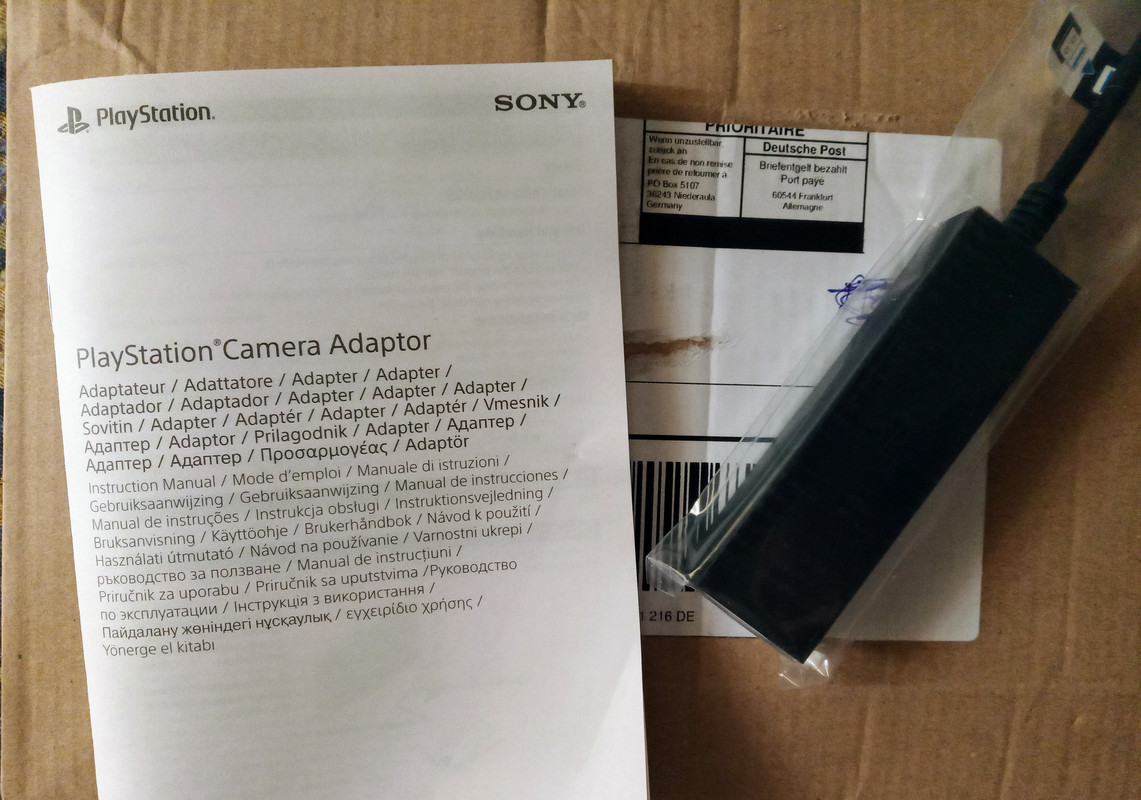 PlayStation®
SONY®
PlayStation®Camera Adaptor
Adaptateur / Adattatore / Adapter / Adapter /
Adaptador / Adaptador / Adapter / Adapter / Adapter /
Sovitin / Adapter / Adaptér / Adapter / Adaptér / Vmesnik /
Адаптер / Adaptor / Prilagodnik / Adapter / Адаптер /
Адаптер / Адаптер / Προσαρμογέας / Adaptör
Instruction Manual / Mode d’emploi / Manuale di istruzioni /
Gebruiksaanwijzing / Gebruiksaanwijzing / Manual de instrucciones /
Manual de instruções / Instrukcja obsługi / Instruktionsvejledning /
Bruksanvisning / Käyttöohje / Brukerhåndbok / Návod k použití /
Használati útmutató / Návod na používanie / Varnostni ukrepi /
ръководство за ползване / Manual de instrucțiuni /
Priručnik za uporabu / Priručnik sa uputstvima /Руководство
по эксплуатации / Інструкція з використання /
Пайдалану жөніндегі нұсқаулық / εγχειρίδιο χρήσης /
Yönerge el kitabı
PRIORITAIRE
Wenn unzustellbar,
zurück an
En cas de non remise
prière de retourner à
PO Box 5107
36243 Niederaula
Germany
Deutsche Post
Briefentgelt bezahlt
Port payé
60544 Frankfurt
Allemagne
216 DE